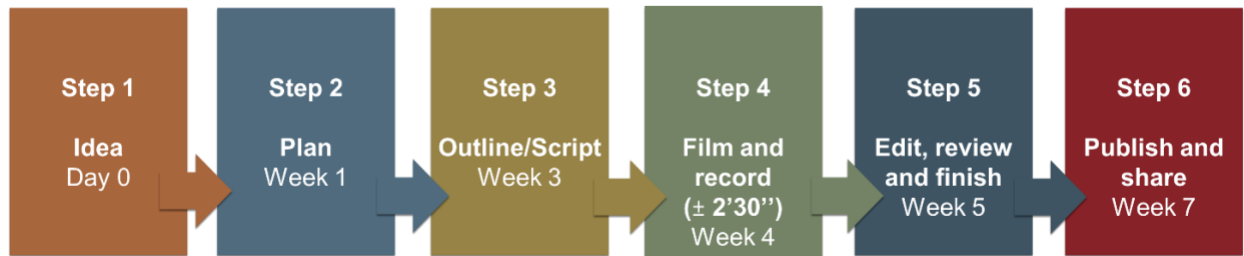 Step 1
Idea
Day 0
Step 2
Plan
Week 1
Step 3
Outline/Script
Week 3
Step 4
Film and
record
(± 2’30’’)
Week 4
Step 5
Edit, review
and finish
Week 5
Step 6
Publish and
share
Week 7